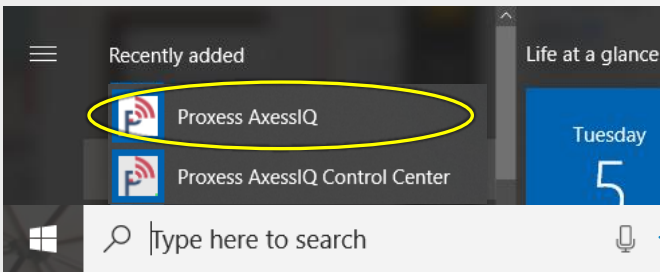 Recently added
Life at a glance
Proxess AxessIQ
Tuesday
5
Proxess AxessIQ Control Center
Type here to search